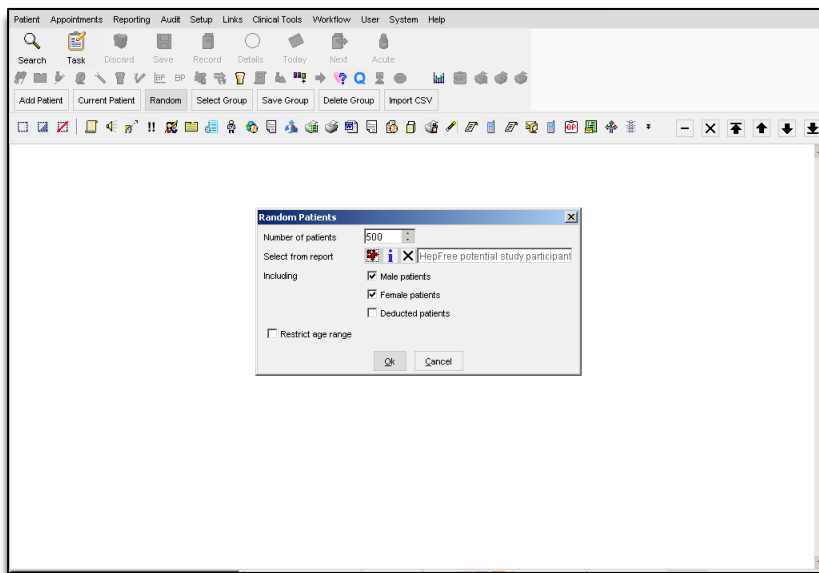 Patient Appointments Reporting Audit Setup Links Clinical Tools Workflow User System Help
Search Task Discard Save Record Details Today Next Acute
BP BP Q
Add Patient Current Patient Random Select Group Save Group Delete Group Import CSV
Random Patients
Number of patients 500
Select from report HepFree potential study participant
Including Male patients
Female patients
Deducted patients
Restrict age range
Ok Cancel